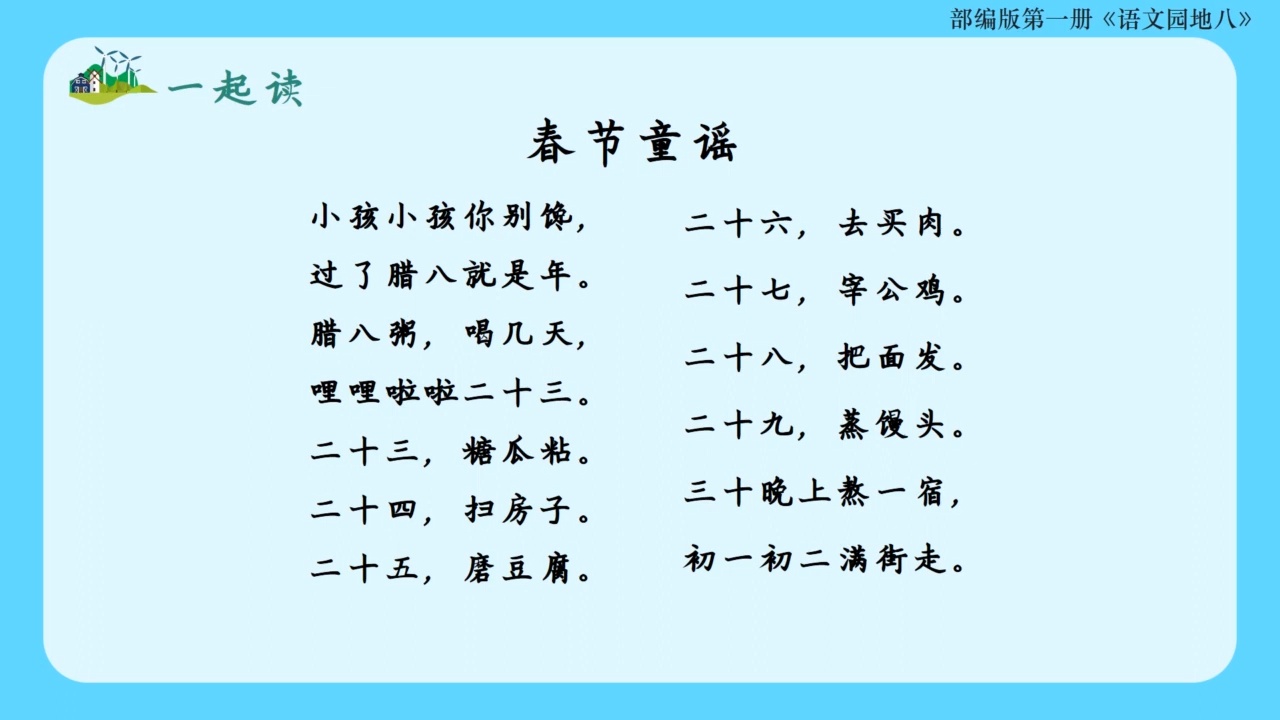 部编版第一册《语文园地八》
一起读
春节童谣
小孩小孩你别馋，
过了腊八就是年。
腊八粥，喝几天，
哩哩啦啦二十三。
二十三，糖瓜粘。
二十四，扫房子。
二十五，磨豆腐。
二十六，去买肉。
二十七，宰公鸡。
二十八，把面发。
二十九，蒸馒头。
三十晚上熬一宿，
初一初二满街走。